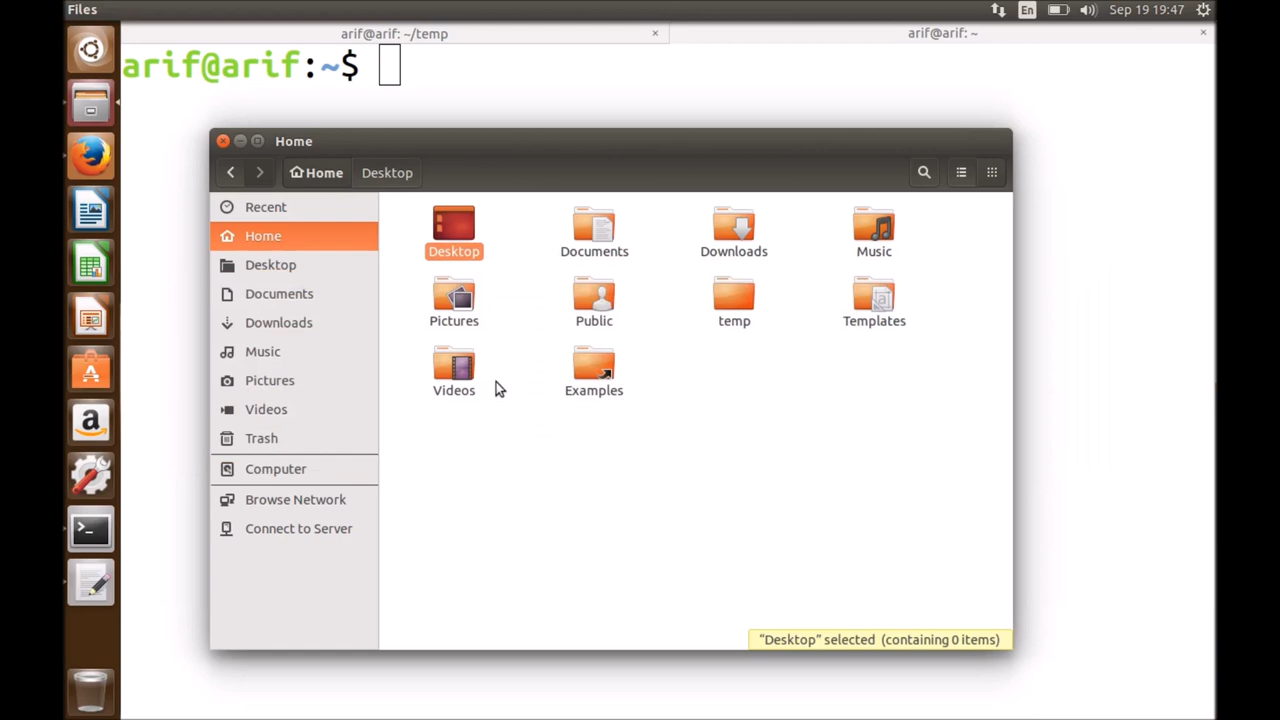 Files
En
Sep 19 19:47
arif@arif: ~/temp
arif@arif: ~
arif@arif:~$
Home
Home
Desktop
Recent
Home
Desktop
Documents
Downloads
Music
Pictures
Videos
Trash
Computer
Browse Network
Connect to Server
Desktop
Documents
Downloads
Music
Pictures
Public
temp
Templates
Videos
Examples
“Desktop” selected (containing 0 items)